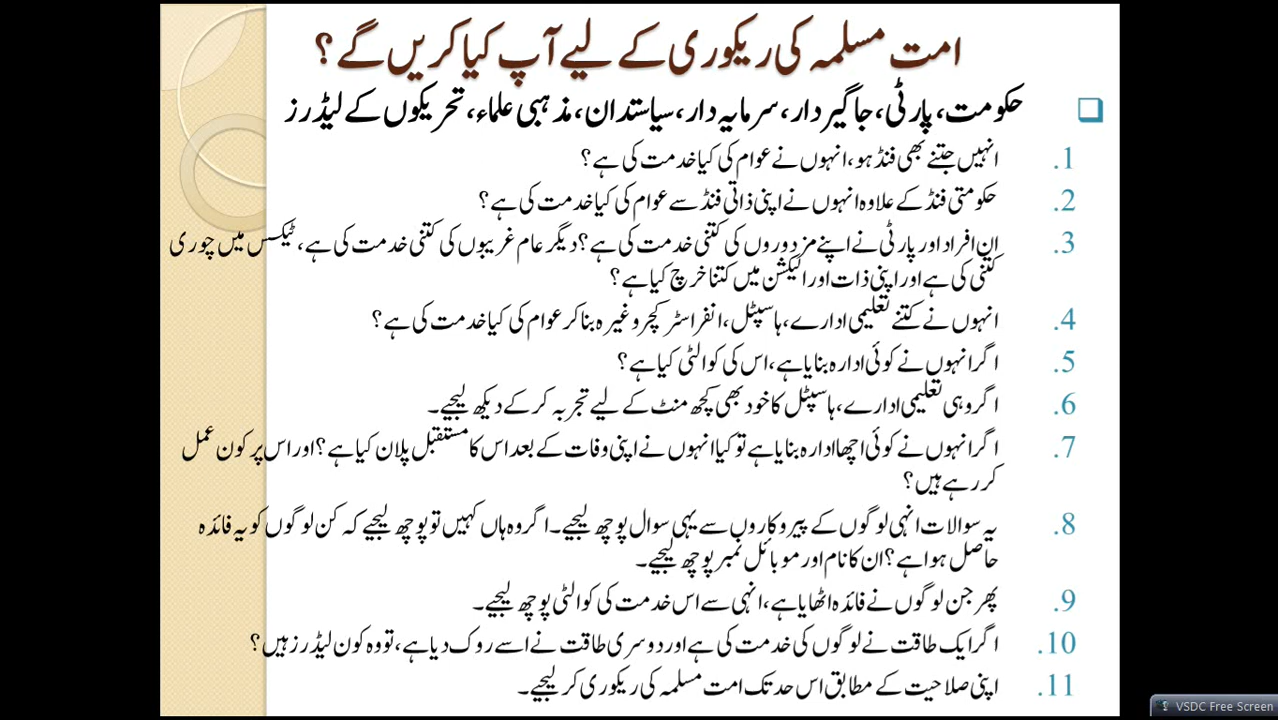 امت مسلمہ کی ریکوری کے لیے آپ کیا کریں گے؟
حکومت، پارٹی، جاگیر دار، سرمایہ دار، سیاستدان، مذہبی علماء، تحریکوں کے لیڈرز
1. انہیں جتنے بھی فنڈ ہو، انہوں نے عوام کی کیا خدمت کی ہے؟
2. حکومتی فنڈ کے علاوہ انہوں نے اپنی ذاتی فنڈ سے عوام کی کیا خدمت کی ہے؟
3. ان افراد اور پارٹی نے اپنے مزدوروں کی کتنی خدمت کی ہے؟ دیگر عام غریبوں کی کتنی خدمت کی ہے، ٹیکس میں چوری
کتنی کی ہے اور اپنی ذات اور الیکشن میں کتنا خرچ کیا ہے؟
4. انہوں نے کتنے تعلیمی ادارے، ہاسپٹل، انفراسٹرکچر وغیرہ بنا کر عوام کی کیا خدمت کی ہے؟
5. اگر انہوں نے کوئی ادارہ بنایا ہے، اس کی کوالٹی کیا ہے؟
6. اگر وہی تعلیمی ادارے، ہاسپٹل کا خود بھی کچھ منٹ کے لیے تجربہ کر کے دیکھ لیجیے۔
7. اگر انہوں نے کوئی اچھا ادارہ بنایا ہے تو کیا انہوں نے اپنی وفات کے بعد اس کا مستقبل پلان کیا ہے؟ اور اس پر کون عمل
کر رہے ہیں؟
8. یہ سوالات انہی لوگوں کے پیروکاروں سے یہی سوال پوچھ لیجیے۔ اگر وہ ہاں کہیں تو پوچھ لیجیے کہ کن لوگوں کو یہ فائدہ
حاصل ہوا ہے؟ ان کا نام اور موبائل نمبر پوچھ لیجیے۔
9. پھر جن لوگوں نے فائدہ اٹھایا ہے، انہی سے اس خدمت کی کوالٹی پوچھ لیجیے۔
10. اگر ایک طاقت نے لوگوں کی خدمت کی ہے اور دوسری طاقت نے اسے روک دیا ہے، تو وہ کون لیڈرز ہیں؟
11. اپنی صلاحیت کے مطابق اس حد تک امت مسلمہ کی ریکوری کر لیجیے۔
VSDC Free Screen